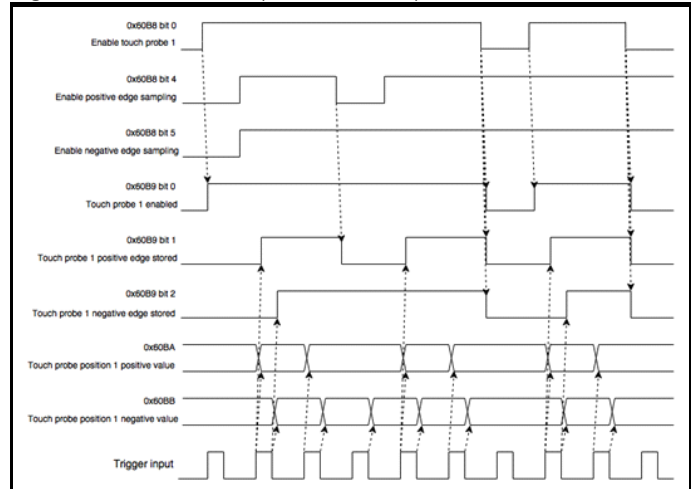 0x60B8 bit 0
Enable touch probe 1
0x60B8 bit 4
Enable positive edge sampling
0x60B8 bit 5
Enable negative edge sampling
0x60B9 bit 0
Touch probe 1 enabled
0x60B9 bit 1
Touch probe 1 positive edge stored
0x60B9 bit 2
Touch probe 1 negative edge stored
0x60BA
Touch probe position 1 positive value
0x60BB
Touch probe position 1 negative value
Trigger input